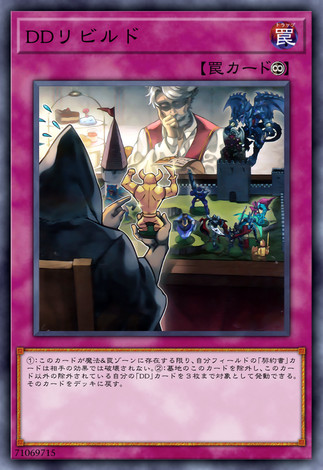 DDリビルド
トラップ
罠
【罠カード】
①:このカードが魔法&罠ゾーンに存在する限り、自分フィールドの「契約書」カ
ードは相手の効果では破壊されない。②:墓地のこのカードを除外し、このカー
ド以外の除外されている自分の「DD」カードを3枚まで対象として発動できる。
そのカードをデッキに戻す。
71069715